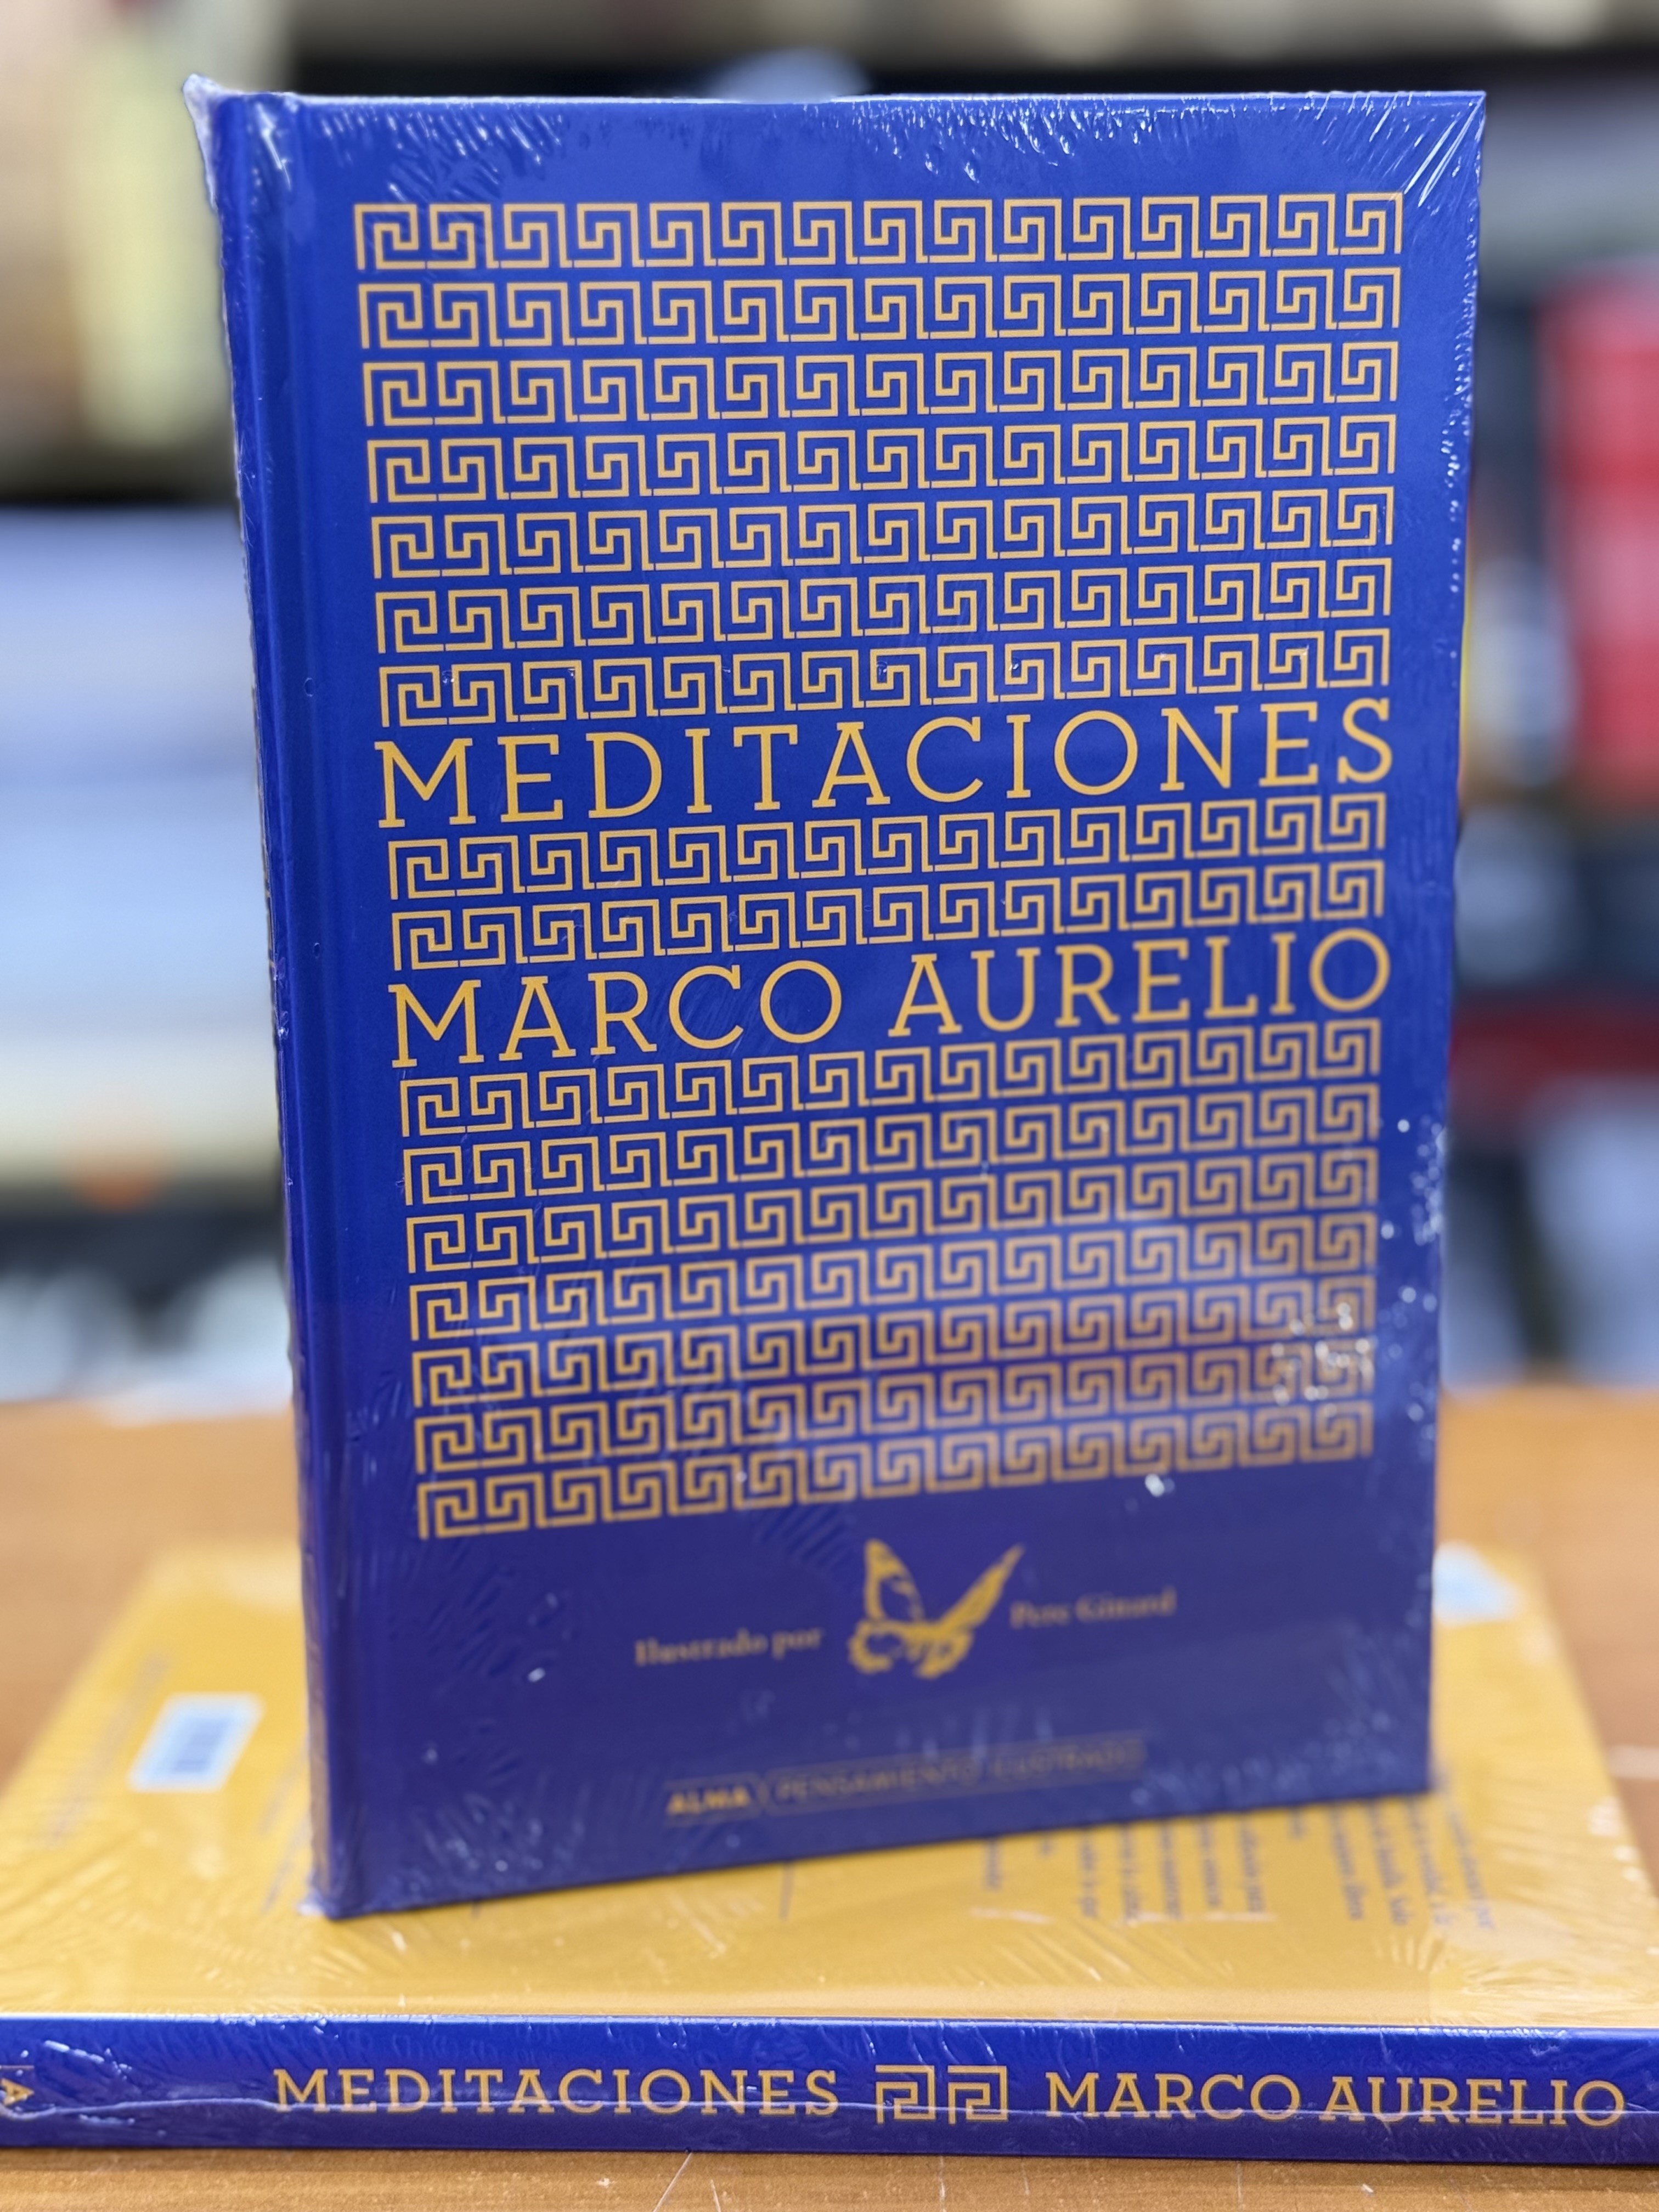 MEDITACIONES
MARCO AURELIO
Ilustrado por
Pere Ginard
ALMA PENSAMIENTO ILUSTRADO
MEDITACIONES MARCO AURELIO